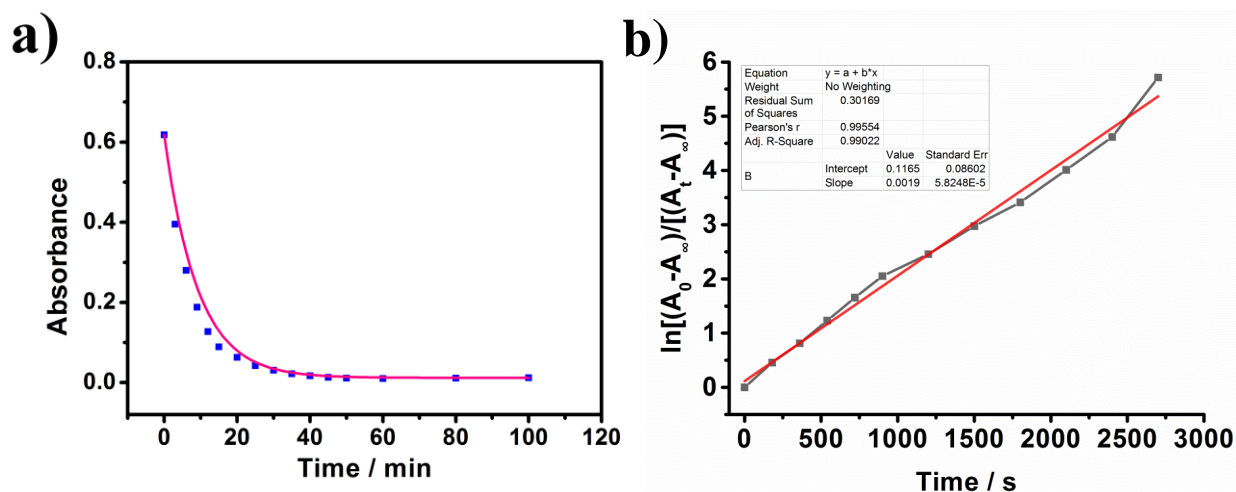 a)
0.8
0.6
0.4
0.2
0.0
Absorbance
0 20 40 60 80 100 120
Time / min
b)
6
5
4
3
2
1
0
ln[(A₀-A∞)/[(Aₜ-A∞)]
Equation y = a + b*x
Weight No Weighting
Residual Sum of Squares 0.30169
Pearson's r 0.99554
Adj. R-Square 0.99022
Value Standard Err
B Intercept 0.1165 0.08602
Slope 0.0019 5.8248E-5
0 500 1000 1500 2000 2500 3000
Time / s